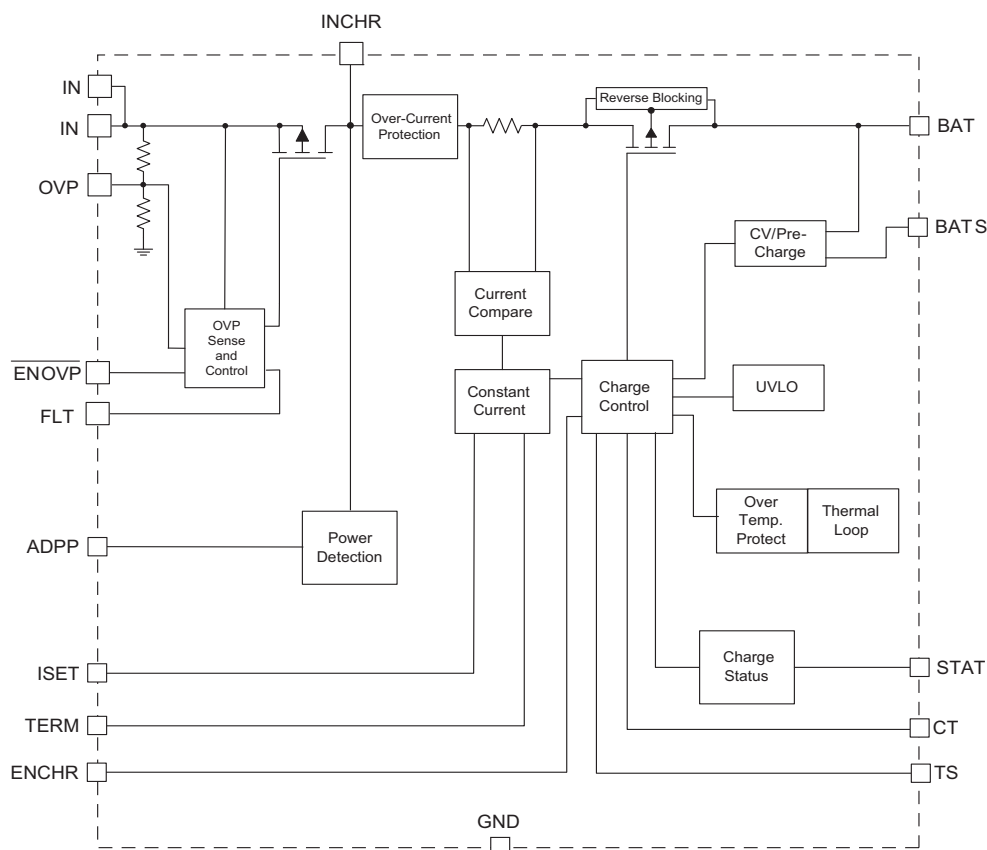 INCHR
IN
IN
OVP
ENOVP
FLT
ADPP
ISET
TERM
ENCHR
GND
Over-Current
Protection
Reverse Blocking
BAT
BATS
CV/Pre-
Charge
Current
Compare
OVP
Sense
and
Control
Constant
Current
Charge
Control
UVLO
Over
Temp.
Protect
Thermal
Loop
Power
Detection
Charge
Status
STAT
CT
TS